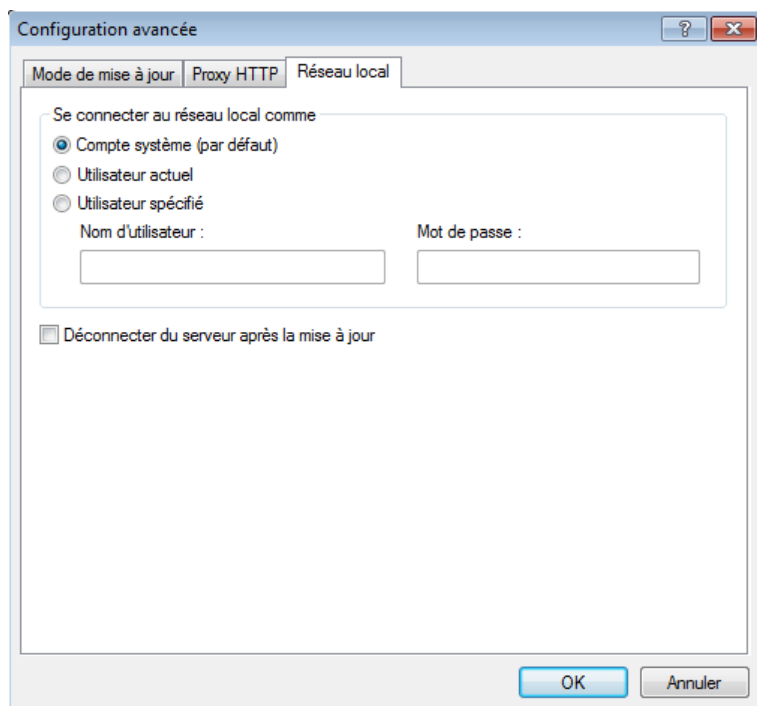 Configuration avancée
Mode de mise à jour Proxy HTTP Réseau local
Se connecter au réseau local comme
Compte système (par défaut)
Utilisateur actuel
Utilisateur spécifié
Nom d'utilisateur : Mot de passe :
Déconnecter du serveur après la mise à jour
OK Annuler